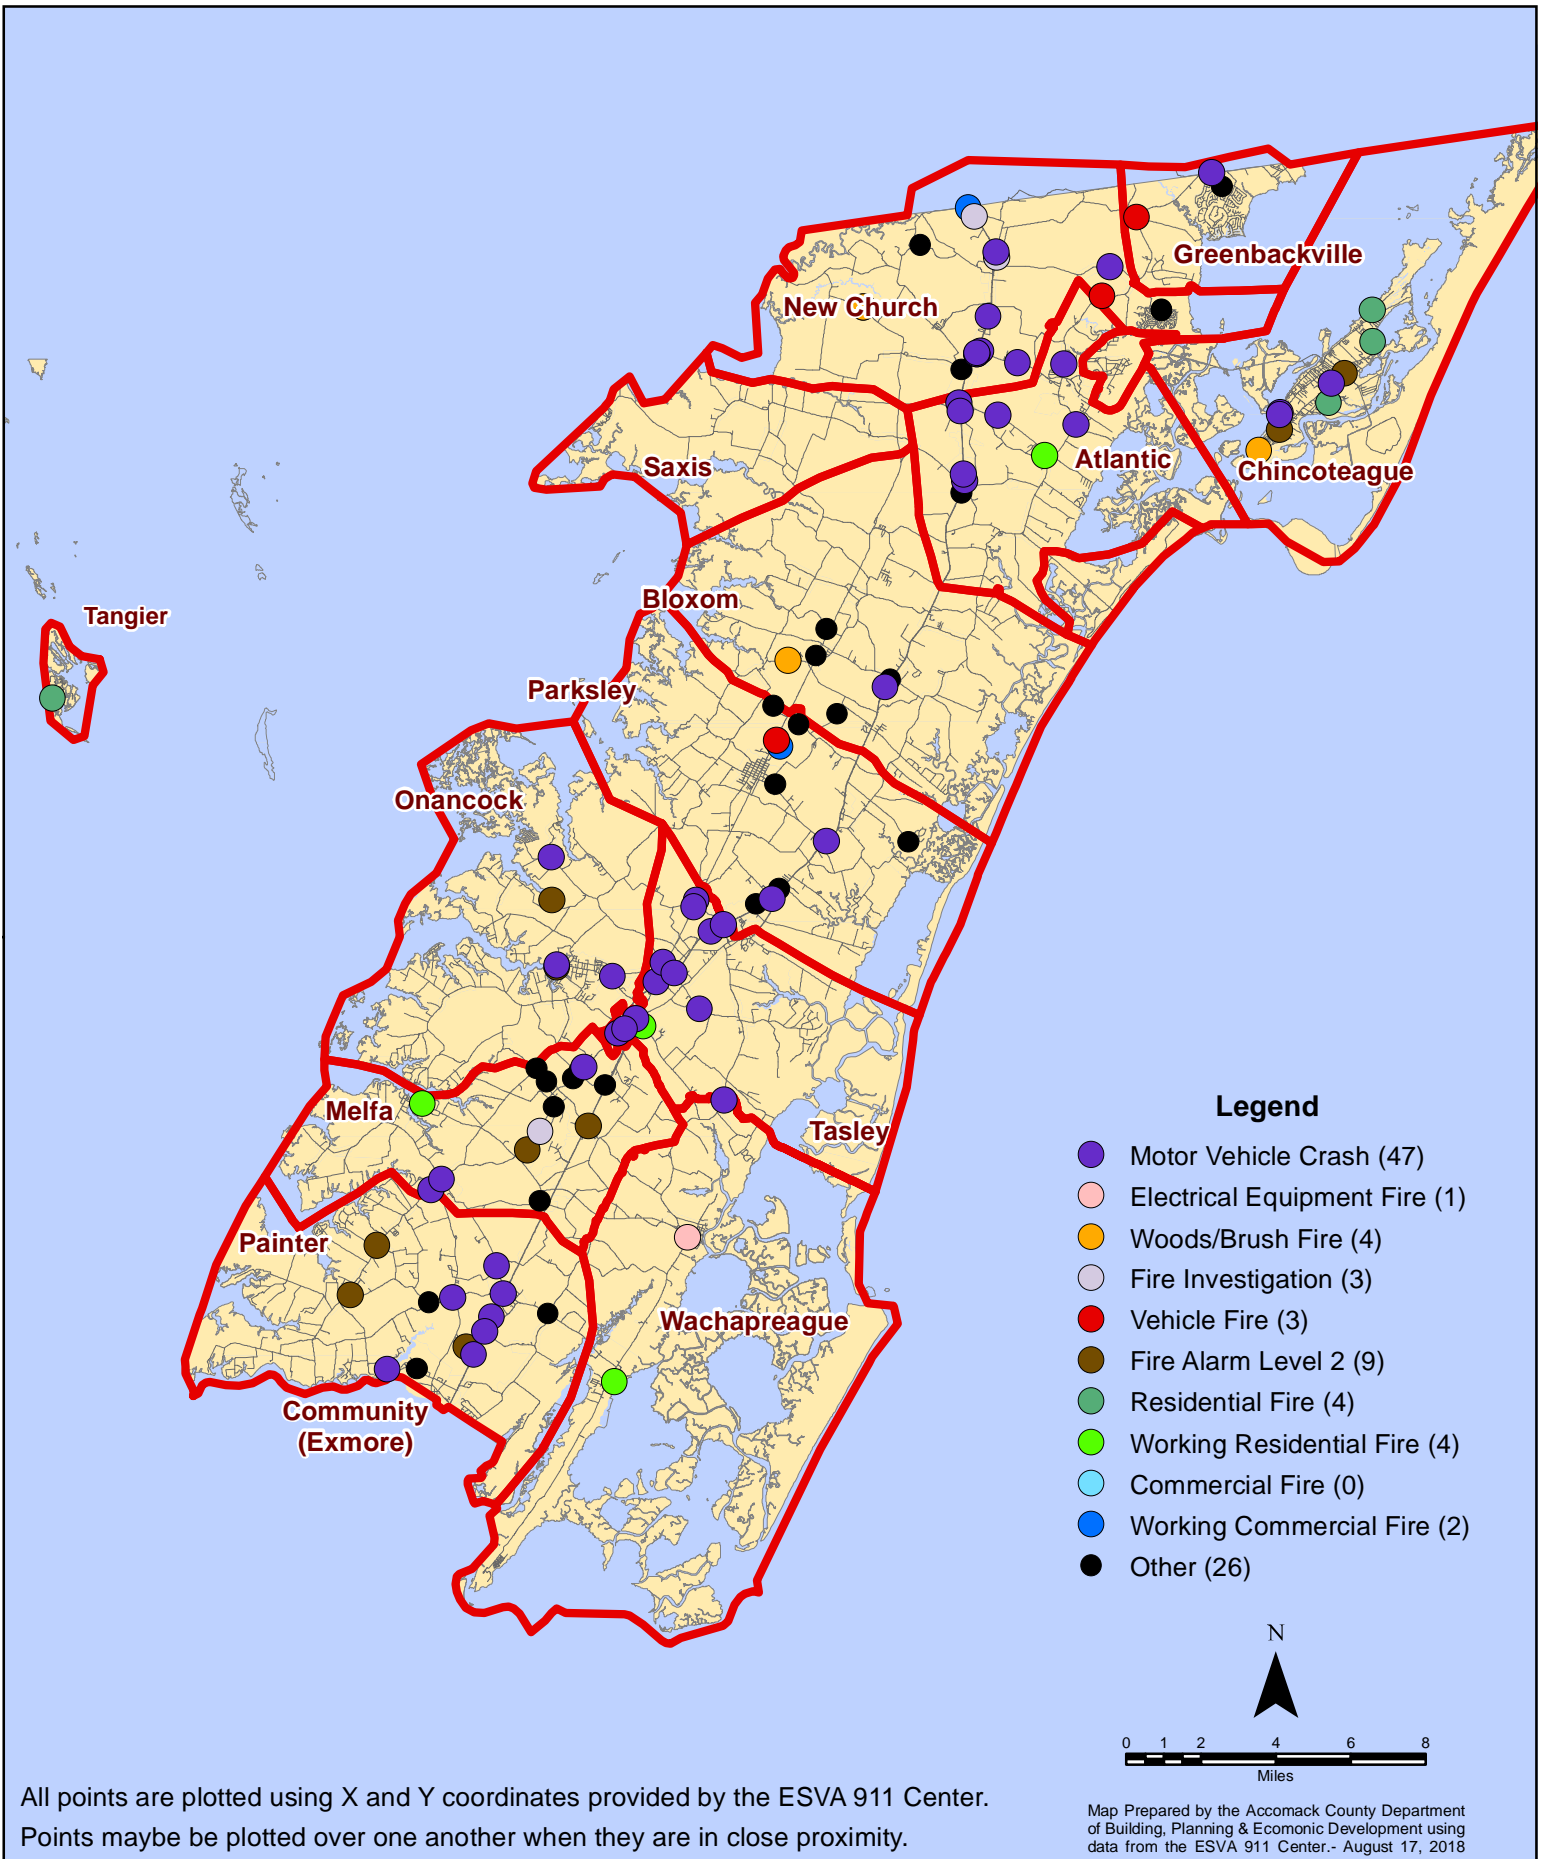 Greenbackville
New Church
Saxis
Atlantic
Chincoteague
Bloxom
Tangier
Parksley
Onancock
Melfa
Tasley
Painter
Wachapreague
Community
(Exmore)
Legend
Motor Vehicle Crash (47)
Electrical Equipment Fire (1)
Woods/Brush Fire (4)
Fire Investigation (3)
Vehicle Fire (3)
Fire Alarm Level 2 (9)
Residential Fire (4)
Working Residential Fire (4)
Commercial Fire (0)
Working Commercial Fire (2)
Other (26)
N
0 1 2 4 6 8
Miles
All points are plotted using X and Y coordinates provided by the ESVA 911 Center.
Points maybe be plotted over one another when they are in close proximity.
Map Prepared by the Accomack County Department
of Building, Planning & Ecomonic Development using
data from the ESVA 911 Center.- August 17, 2018